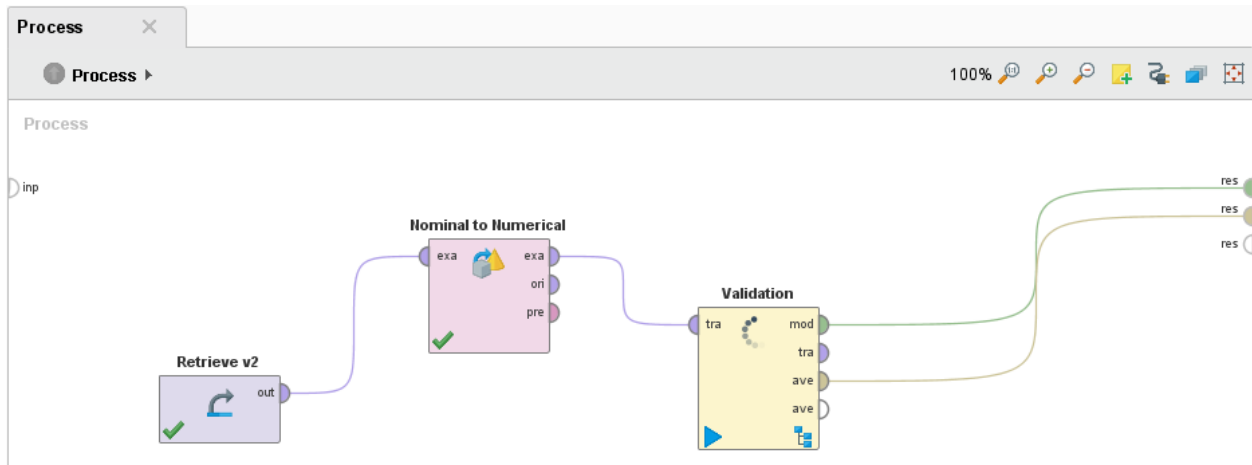 Process
Process
100%
Process
inp
res
res
res
Nominal to Numerical
exa
exa
ori
pre
Validation
tra
mod
tra
ave
ave
Retrieve v2
out